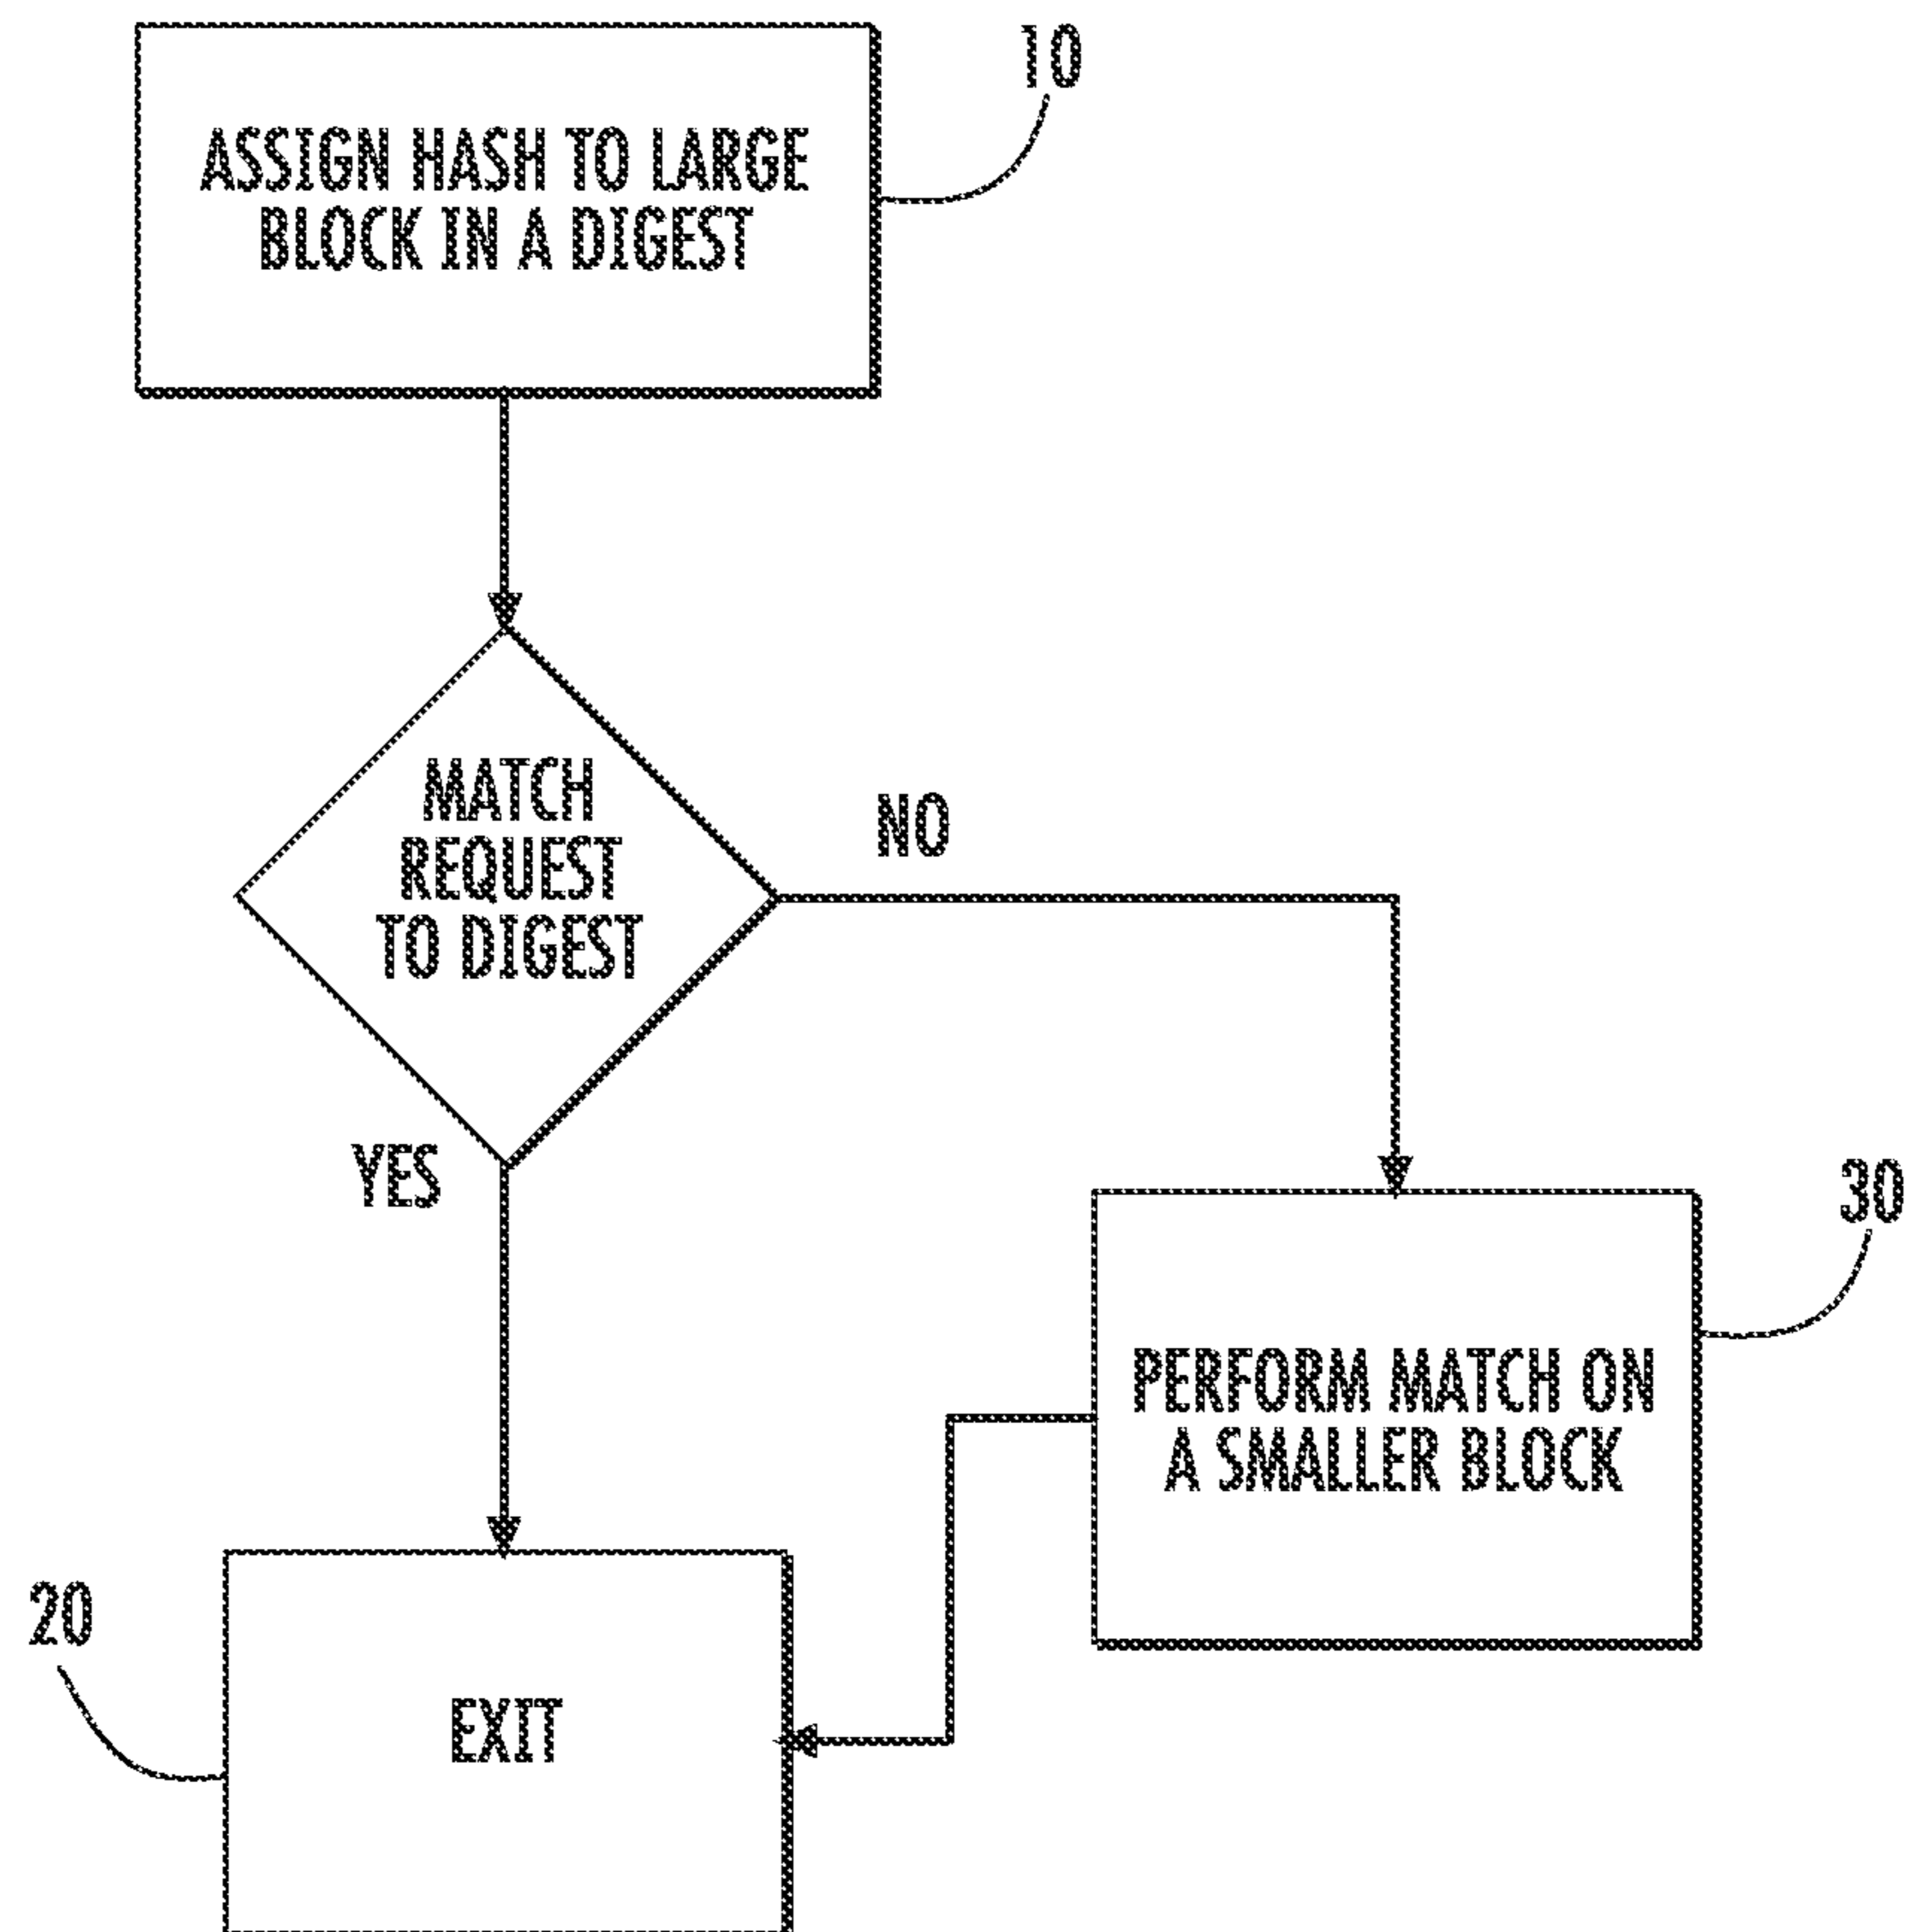 10
ASSIGN HASH TO LARGE
BLOCK IN A DIGEST
MATCH
REQUEST
TO DIGEST
NO
YES
30
PERFORM MATCH ON
A SMALLER BLOCK
20
EXIT